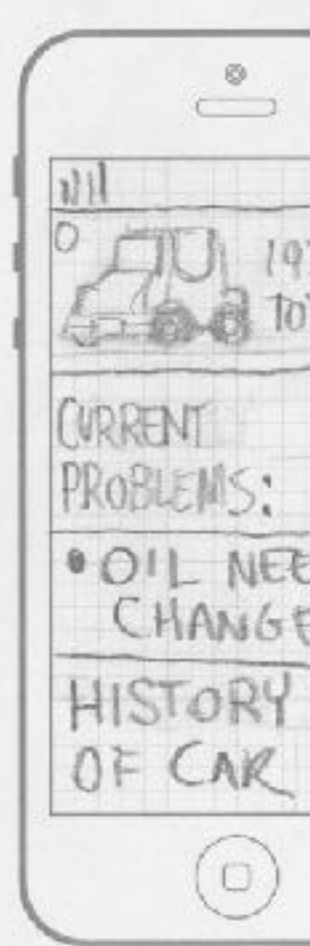 CURRENT
PROBLEMS:
• OIL NEE
CHANGE
HISTORY
OF CAR